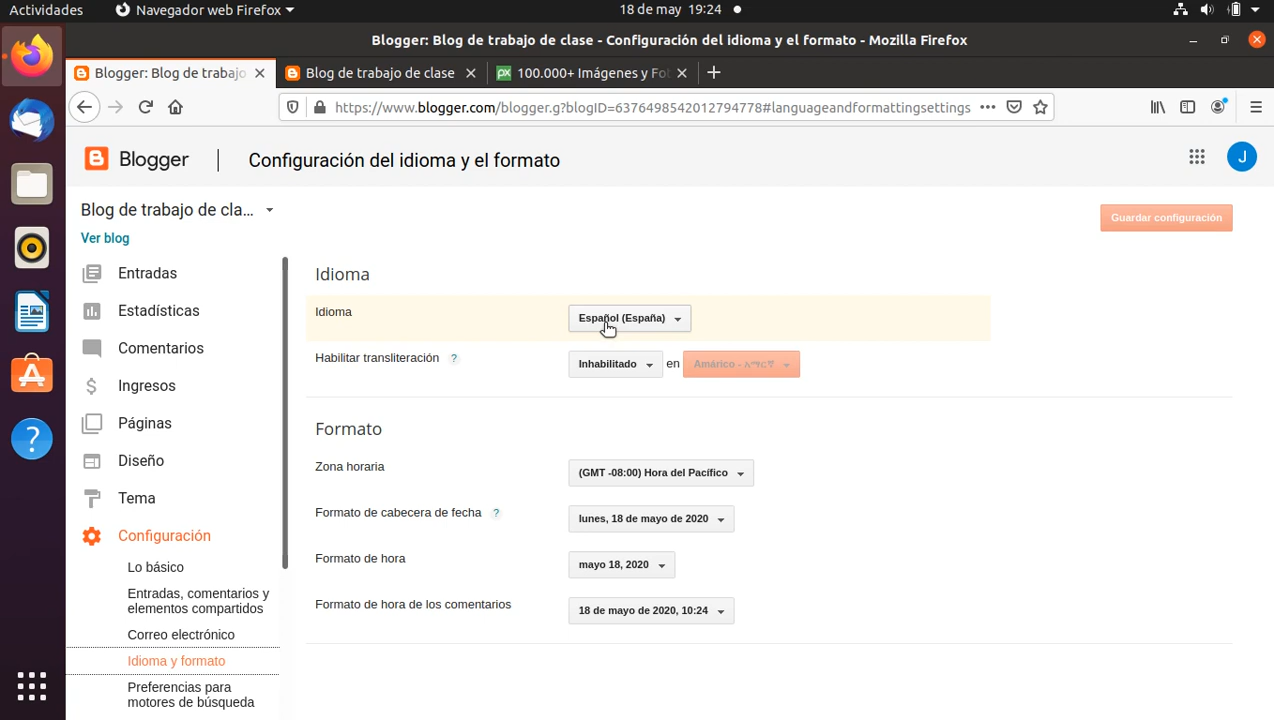 Actividades
Navegador web Firefox
18 de may 19:24
Blogger: Blog de trabajo de clase - Configuración del idioma y el formato - Mozilla Firefox
Blogger: Blog de trabajo
Blog de trabajo de clase
100.000+ Imágenes y Fot
https://www.blogger.com/blogger.g?blogID=6376498542012794778#languageandformattingsettings
Blogger
Configuración del idioma y el formato
J
Blog de trabajo de cla...
Guardar configuración
Ver blog
Entradas
Estadísticas
Comentarios
Ingresos
Páginas
Diseño
Tema
Configuración
Lo básico
Entradas, comentarios y
elementos compartidos
Correo electrónico
Idioma y formato
Preferencias para
motores de búsqueda
Idioma
Idioma
Español (España)
Habilitar transliteración ?
Inhabilitado en Amárico - አማርኛ
Formato
Zona horaria
(GMT -08:00) Hora del Pacífico
Formato de cabecera de fecha ?
lunes, 18 de mayo de 2020
Formato de hora
mayo 18, 2020
Formato de hora de los comentarios
18 de mayo de 2020, 10:24